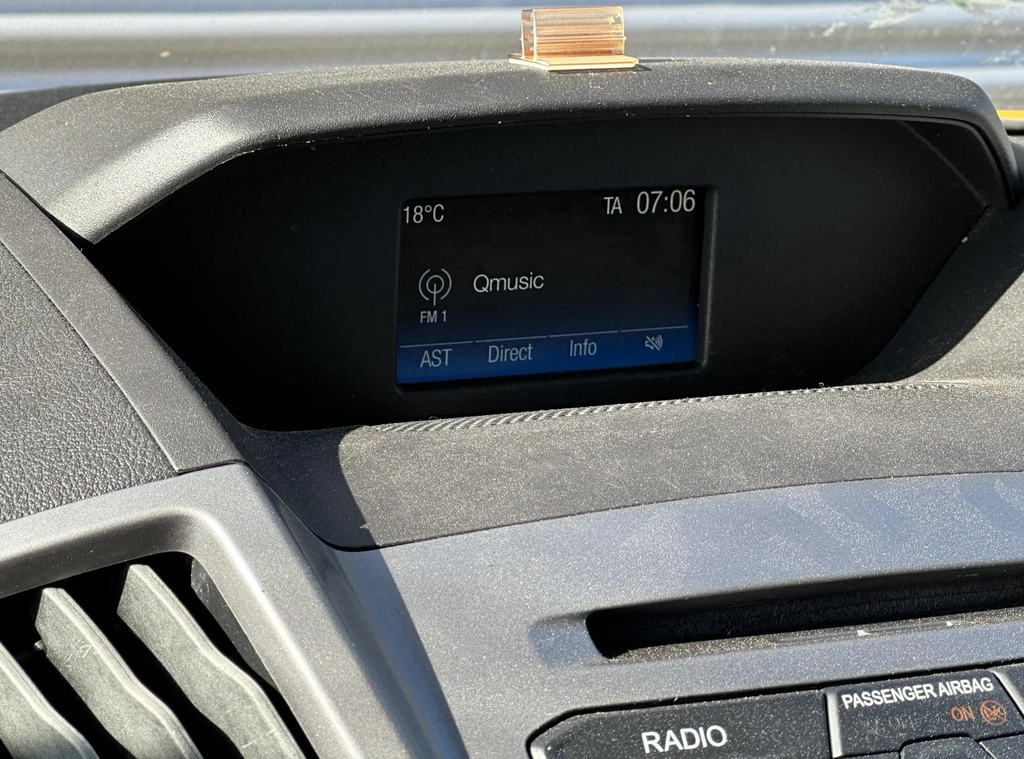 18°C TA 07:06
Qmusic
FM 1
AST Direct Info
PASSENGER AIRBAG
ON
RADIO